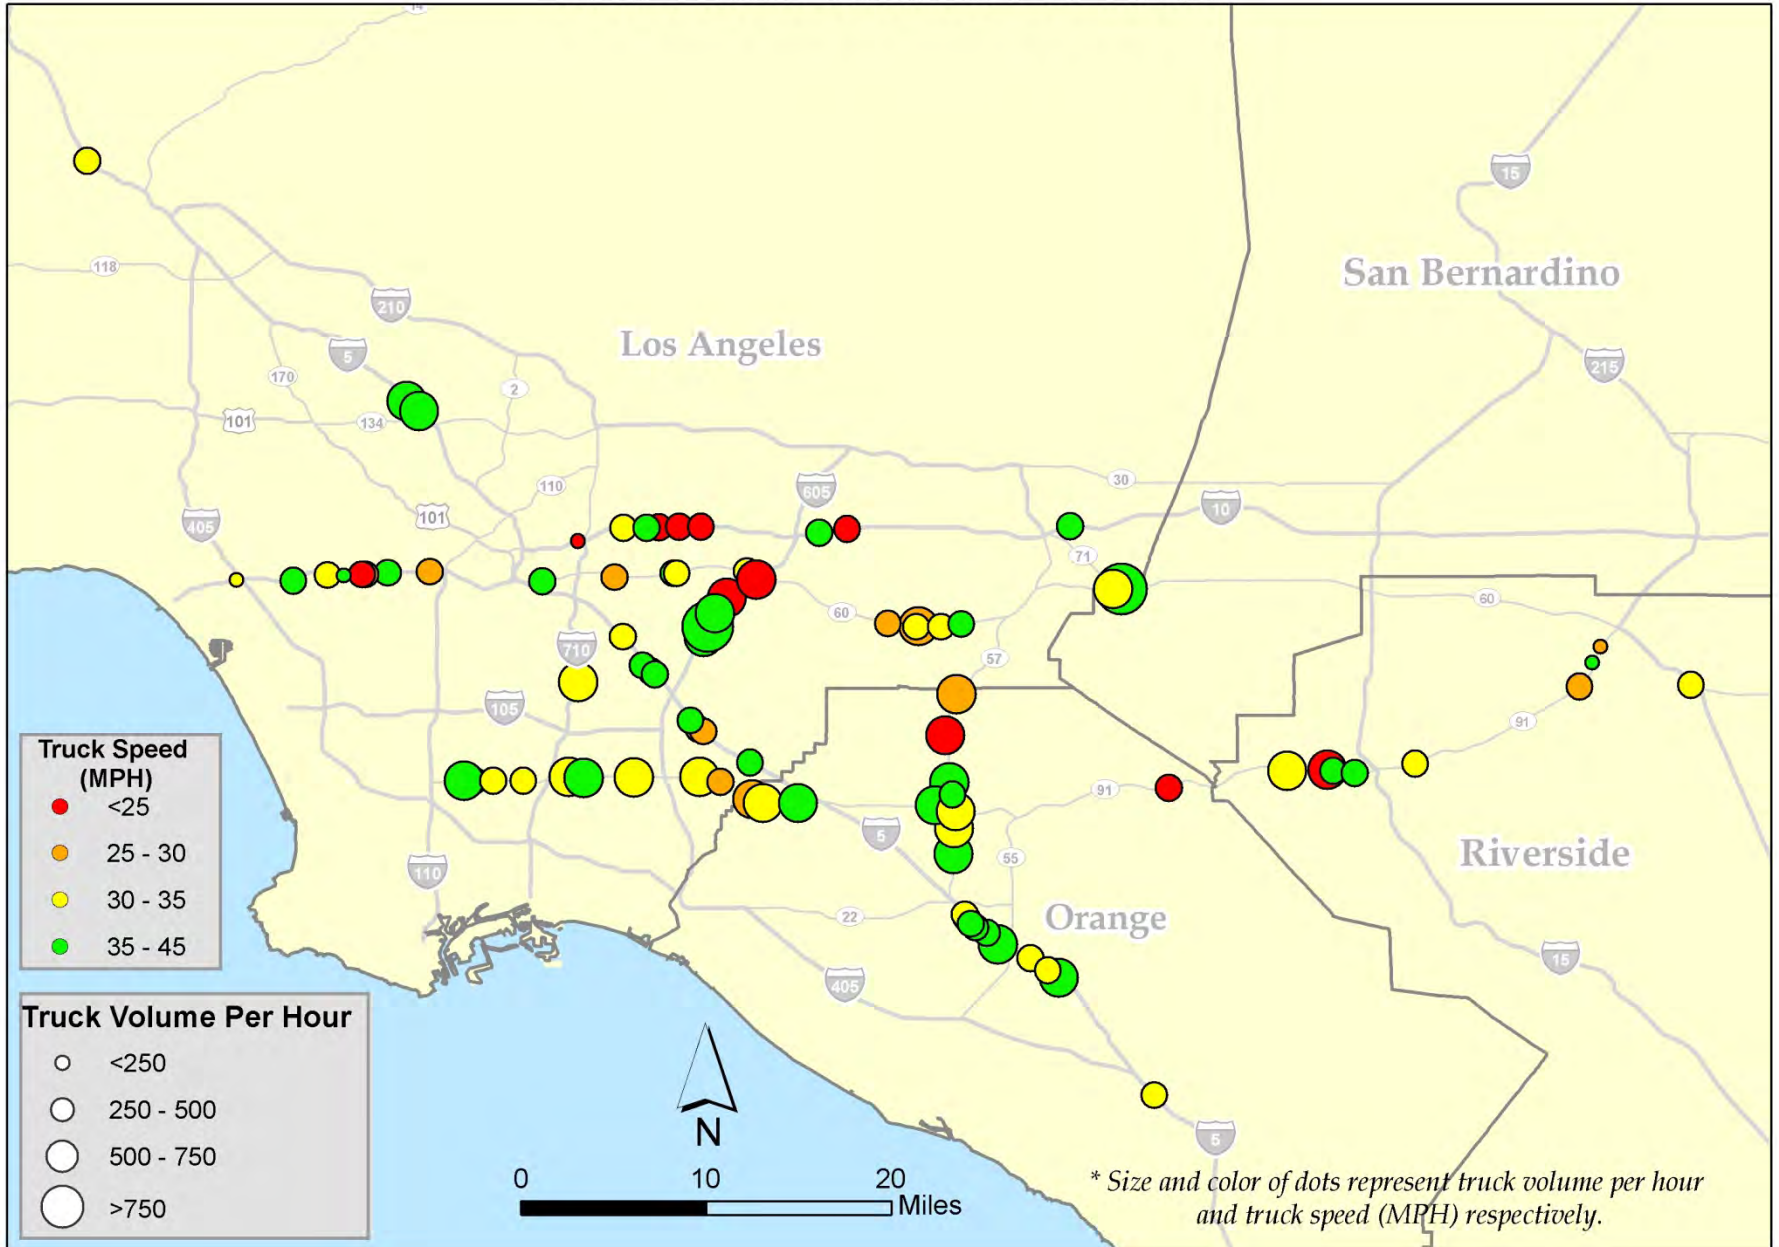 14
15
118
San Bernardino
210
Los Angeles
5
215
170
2
101
134
30
110
605
10
101
405
71
60
60
710
57
105
91
91
5
55
110
Riverside
22
Orange
15
405
5
Truck Speed
(MPH)
<25
25 - 30
30 - 35
35 - 45
Truck Volume Per Hour
<250
250 - 500
500 - 750
>750
N
0 10 20
Miles
* Size and color of dots represent truck volume per hour
and truck speed (MPH) respectively.